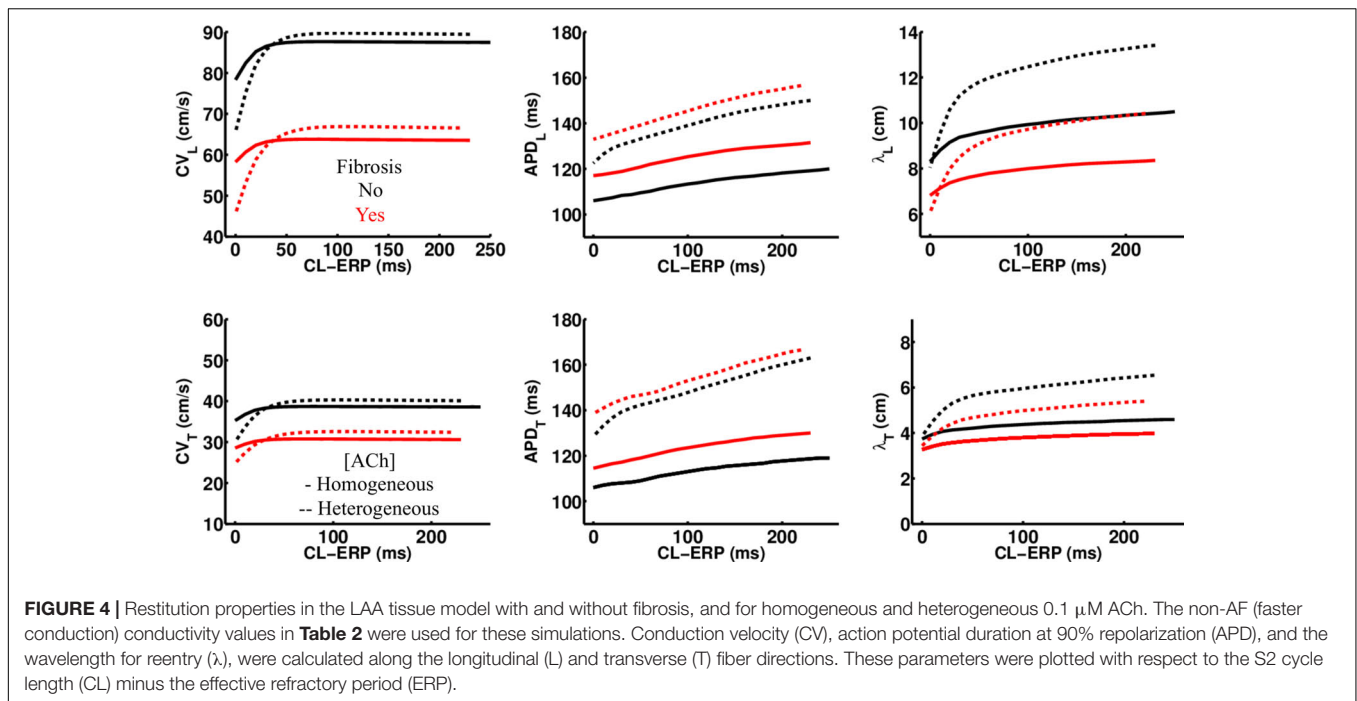 90
80
70
60
50
40
CV_L (cm/s)
Fibrosis
No
Yes
0 50 100 150 200 250
CL−ERP (ms)
180
160
140
120
100
APD_L (ms)
0 100 200
CL−ERP (ms)
14
12
10
8
6
λ_L (cm)
0 100 200
CL−ERP (ms)
60
50
40
30
20
10
CV_T (cm/s)
[ACh]
- Homogeneous
-- Heterogeneous
0 100 200
CL−ERP (ms)
180
160
140
120
100
APD_T (ms)
0 100 200
CL−ERP (ms)
8
6
4
2
0
λ_T (cm)
0 100 200
CL−ERP (ms)
FIGURE 4 | Restitution properties in the LAA tissue model with and without fibrosis, and for homogeneous and heterogeneous 0.1 μM ACh. The non-AF (faster
conduction) conductivity values in Table 2 were used for these simulations. Conduction velocity (CV), action potential duration at 90% repolarization (APD), and the
wavelength for reentry (λ), were calculated along the longitudinal (L) and transverse (T) fiber directions. These parameters were plotted with respect to the S2 cycle
length (CL) minus the effective refractory period (ERP).